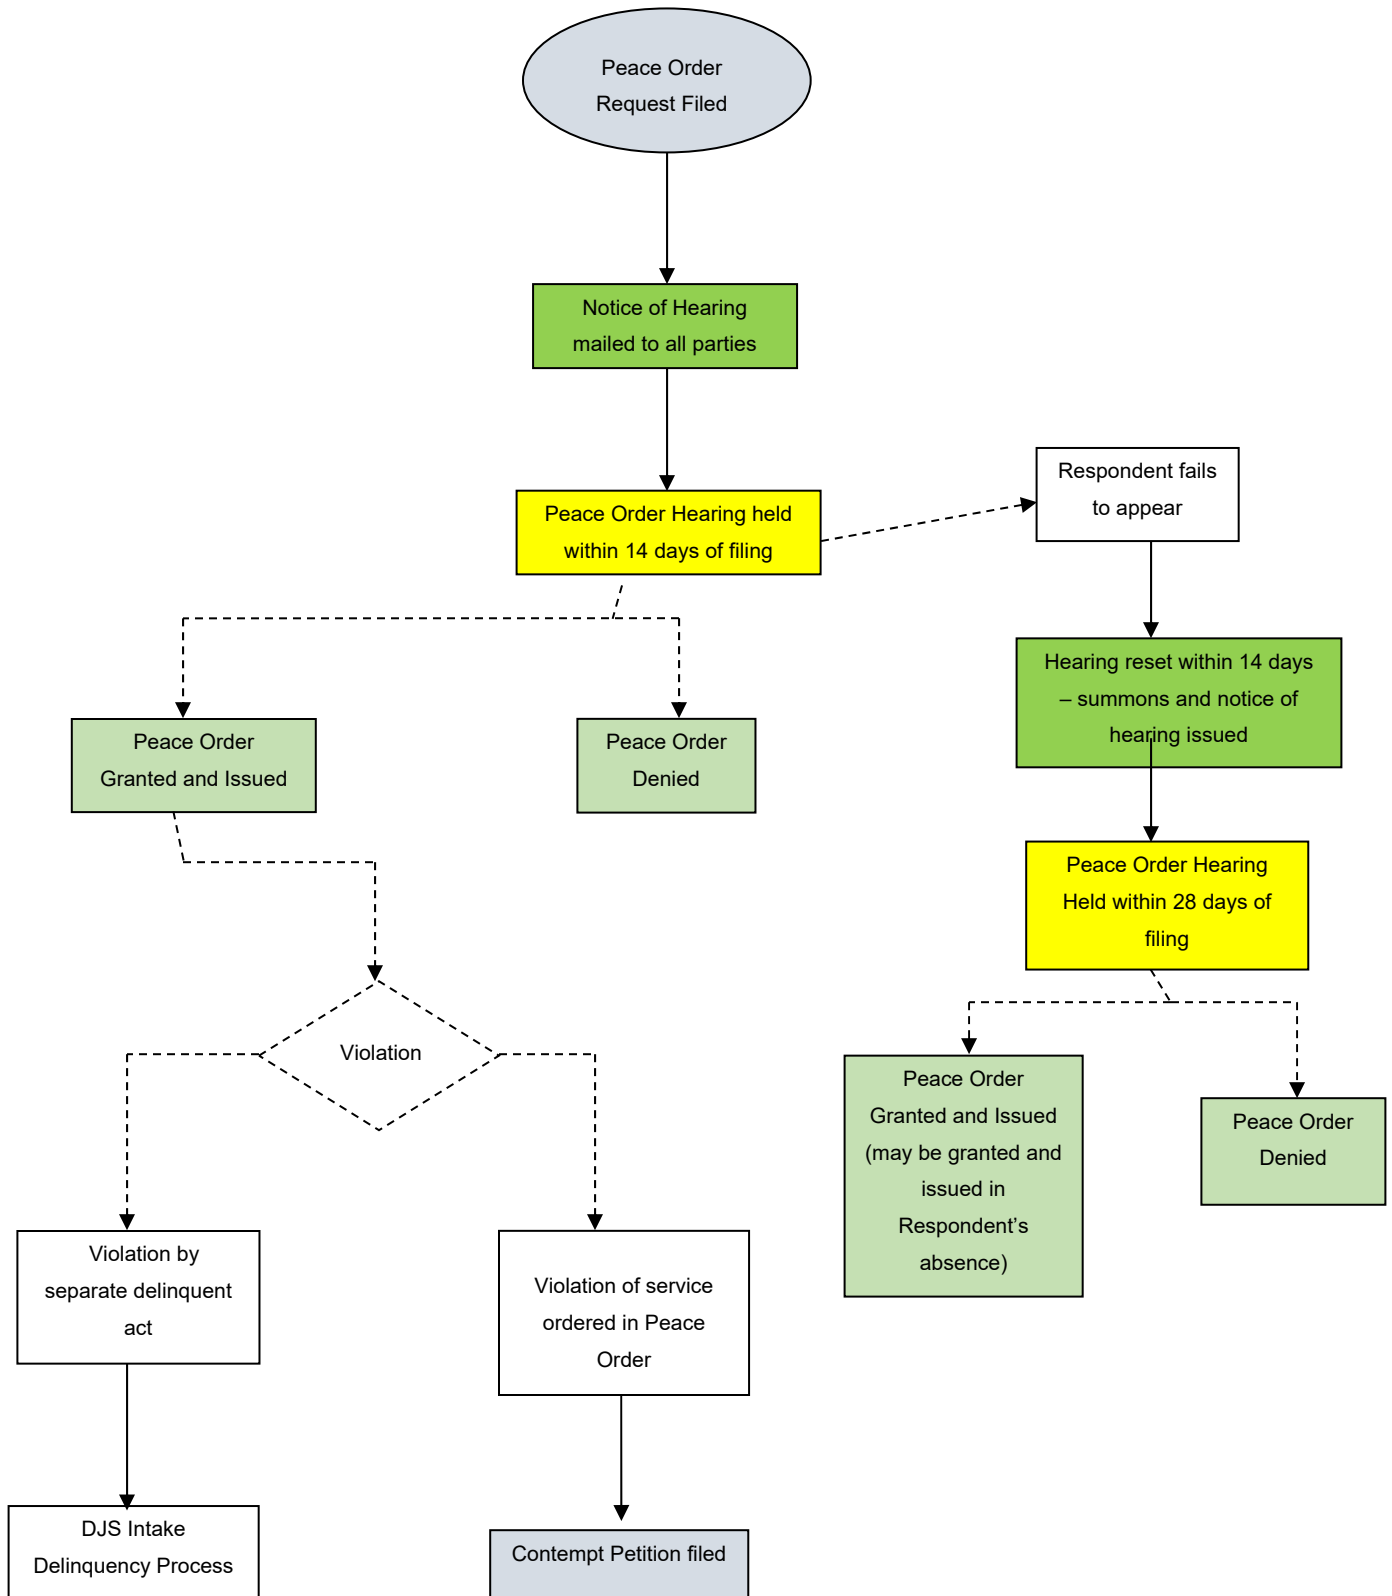 Peace Order
Request Filed
Notice of Hearing
mailed to all parties
Peace Order Hearing held
within 14 days of filing
Respondent fails
to appear
Hearing reset within 14 days
– summons and notice of
hearing issued
Peace Order
Granted and Issued
Peace Order
Denied
Peace Order Hearing
Held within 28 days of
filing
Violation
Peace Order
Granted and Issued
(may be granted and
issued in
Respondent’s
absence)
Peace Order
Denied
Violation by
separate delinquent
act
Violation of service
ordered in Peace
Order
DJS Intake
Delinquency Process
Contempt Petition filed